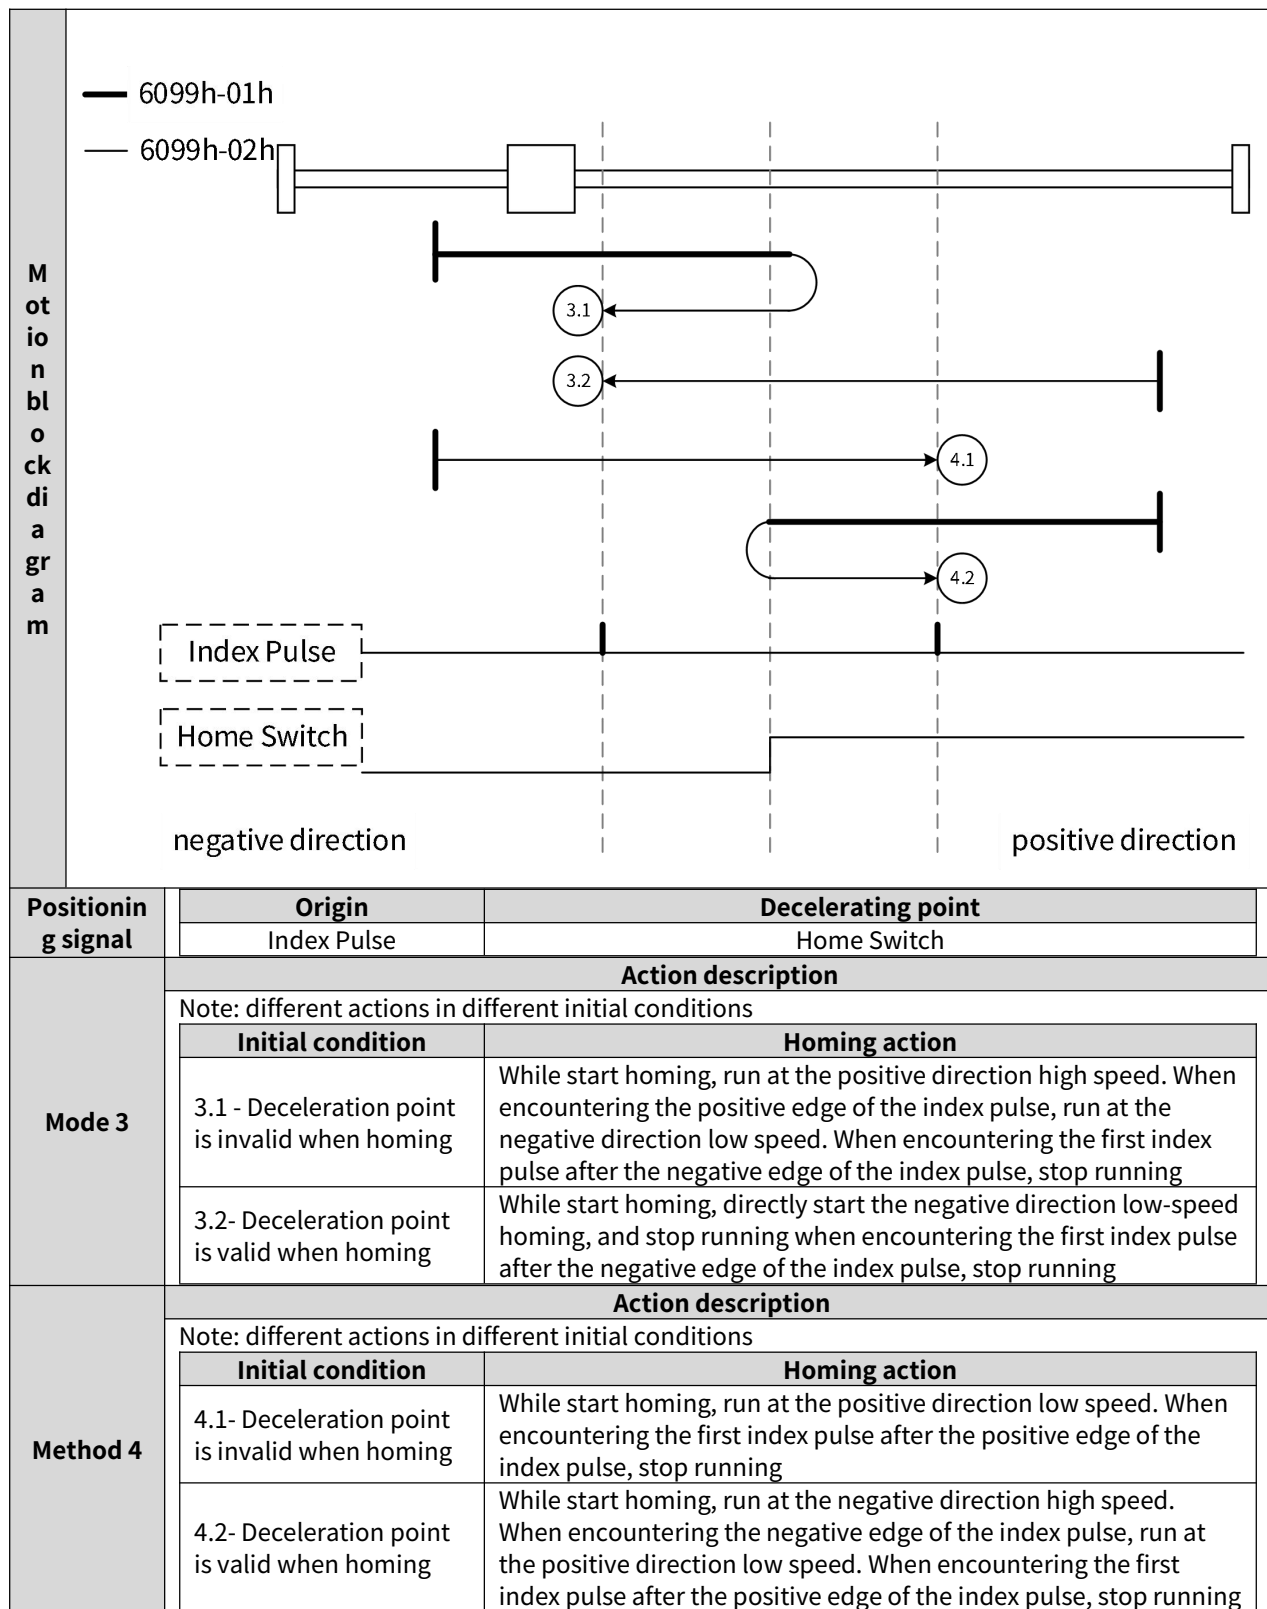 6099h-01h
6099h-02h
M
ot
io
n
bl
o
ck
di
a
gr
a
m
3.1
3.2
4.1
4.2
Index Pulse
Home Switch
negative direction
positive direction
Positionin
g signal
Origin
Decelerating point
Index Pulse
Home Switch
Mode 3
Action description
Note: different actions in different initial conditions
Initial condition
Homing action
3.1 - Deceleration point
is invalid when homing
While start homing, run at the positive direction high speed. When
encountering the positive edge of the index pulse, run at the
negative direction low speed. When encountering the first index
pulse after the negative edge of the index pulse, stop running
3.2- Deceleration point
is valid when homing
While start homing, directly start the negative direction low-speed
homing, and stop running when encountering the first index pulse
after the negative edge of the index pulse, stop running
Method 4
Action description
Note: different actions in different initial conditions
Initial condition
Homing action
4.1- Deceleration point
is invalid when homing
While start homing, run at the positive direction low speed. When
encountering the first index pulse after the positive edge of the
index pulse, stop running
4.2- Deceleration point
is valid when homing
While start homing, run at the negative direction high speed.
When encountering the negative edge of the index pulse, run at
the positive direction low speed. When encountering the first
index pulse after the positive edge of the index pulse, stop running